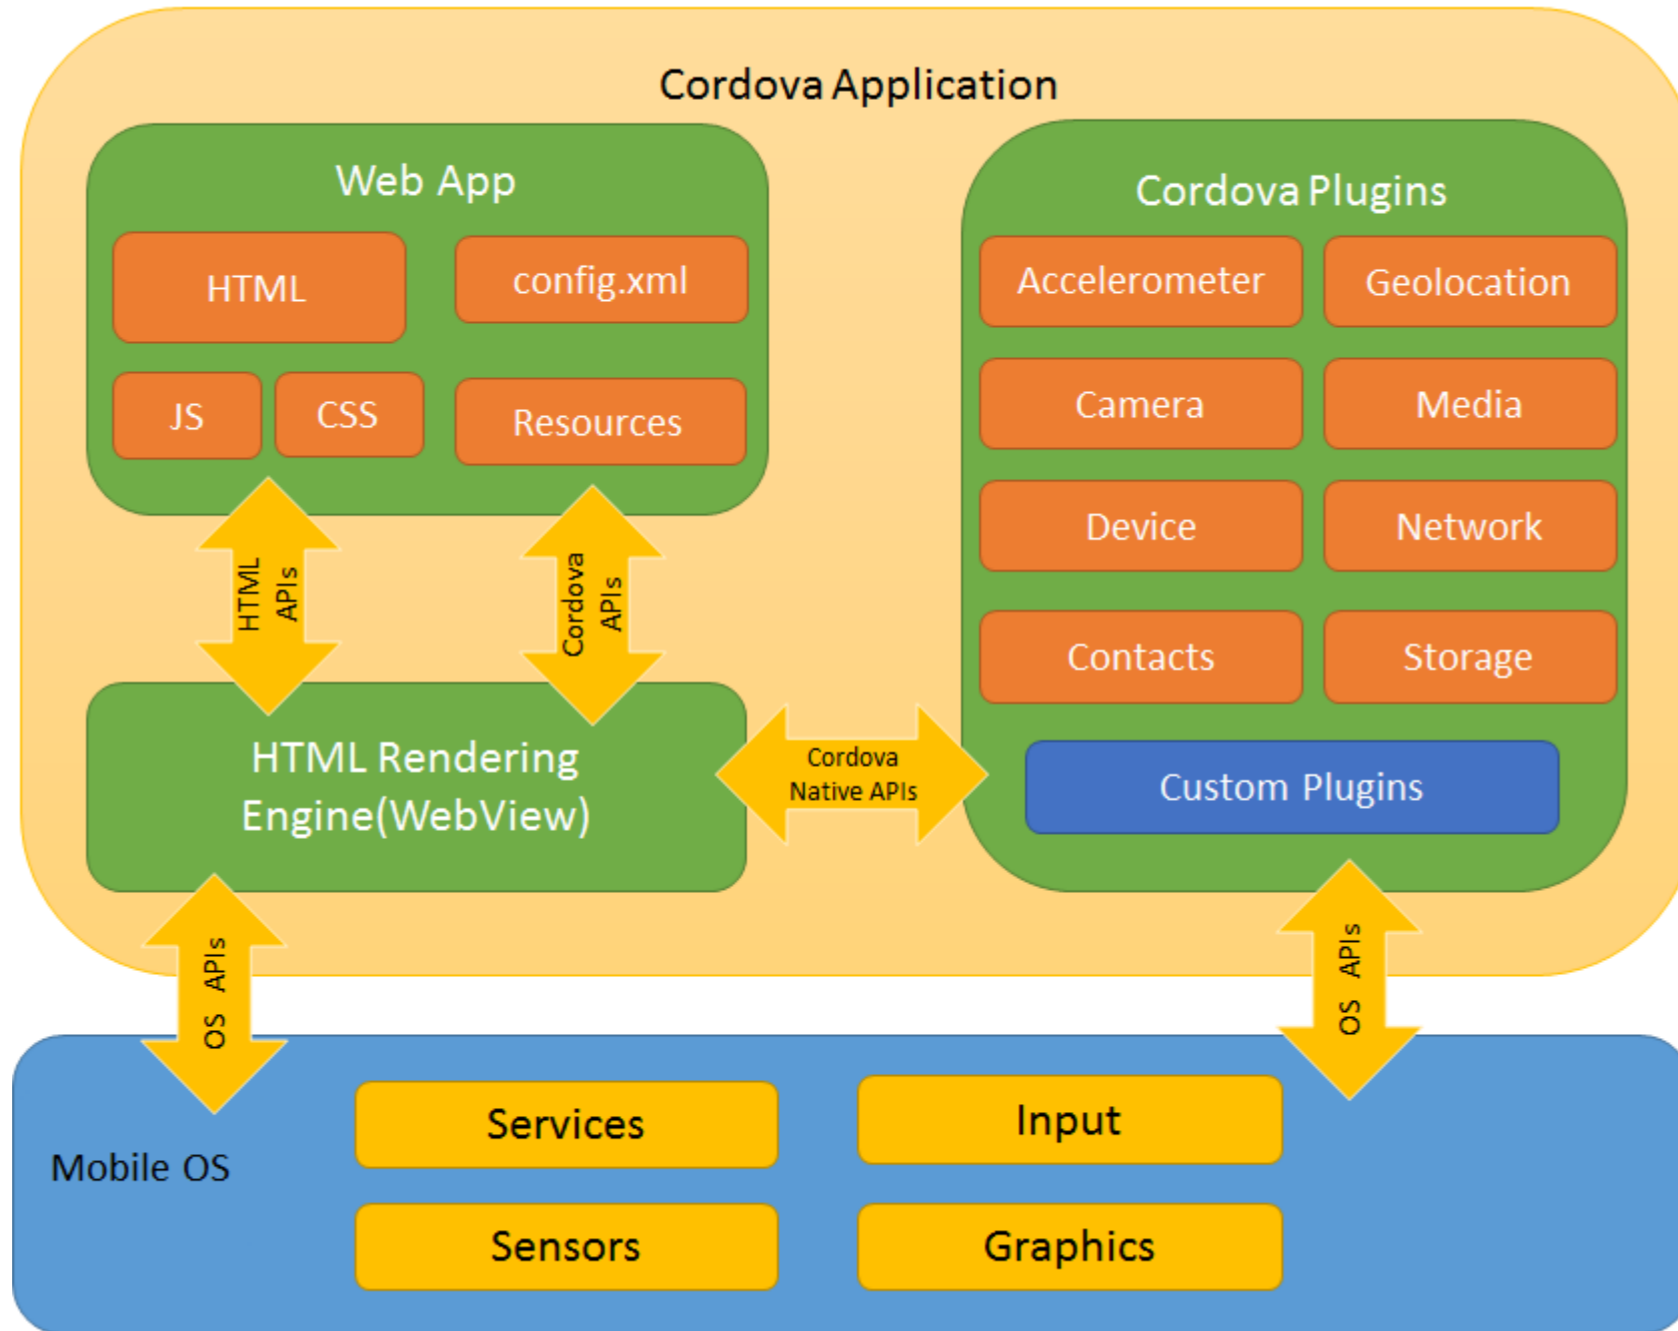 Cordova Application
Web App
HTML
config.xml
JS
CSS
Resources
HTML
APIs
Cordova
APIs
HTML Rendering
Engine(WebView)
Cordova
Native APIs
Cordova Plugins
Accelerometer
Geolocation
Camera
Media
Device
Network
Contacts
Storage
Custom Plugins
OS APIs
OS APIs
Mobile OS
Services
Input
Sensors
Graphics